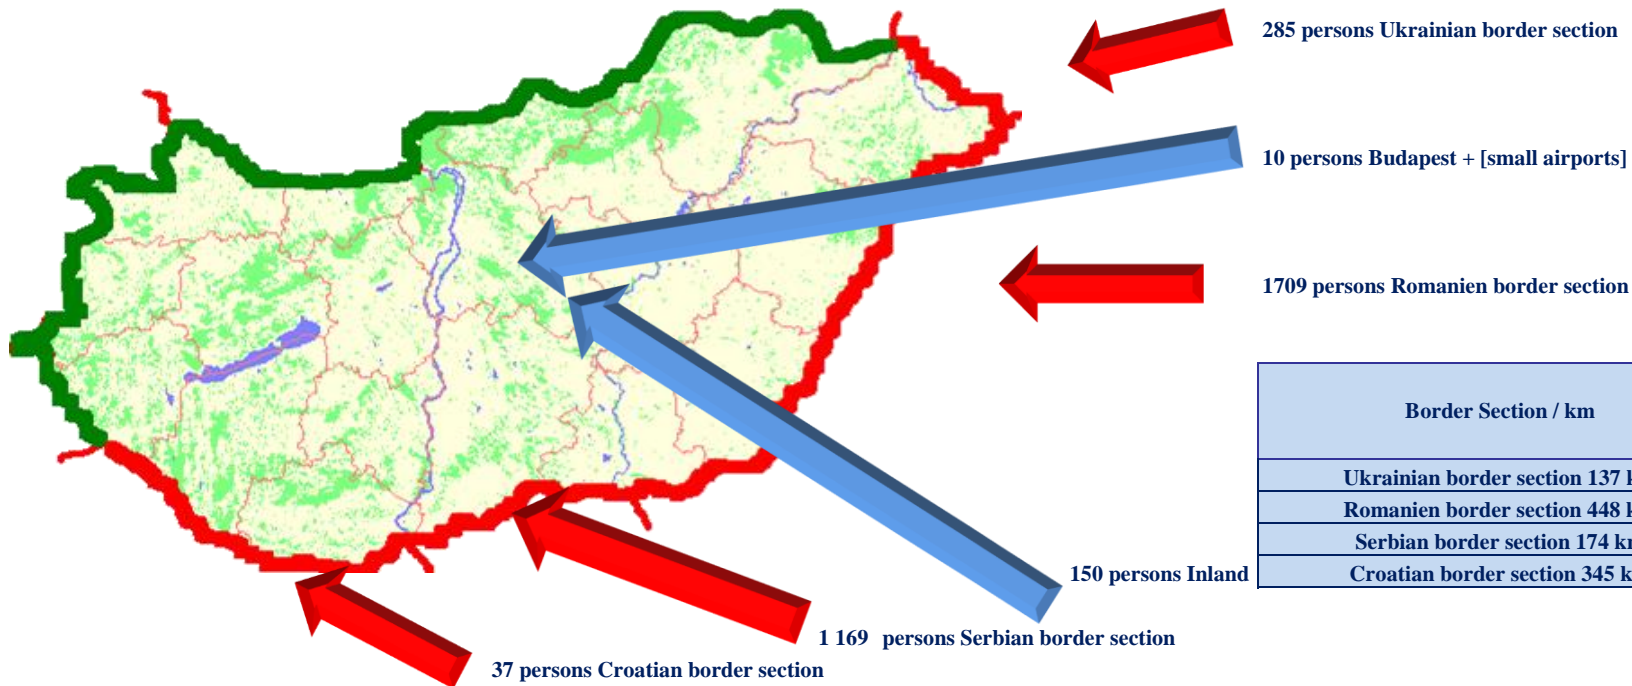 285 persons Ukrainian border section
10 persons Budapest + [small airports]
1709 persons Romanien border section
Border Section / km
Ukrainian border section 137 k
Romanien border section 448 k
Serbian border section 174 k
Croatian border section 345 k
150 persons Inland
1 169 persons Serbian border section
37 persons Croatian border section